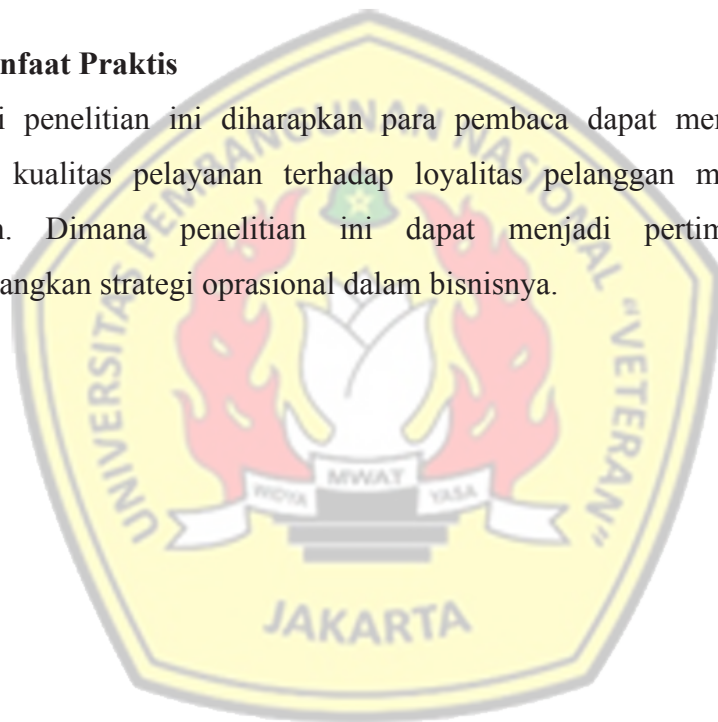 nfaat Praktis
i penelitian ini diharapkan para pembaca dapat mer
kualitas pelayanan terhadap loyalitas pelanggan m
n. Dimana penelitian ini dapat menjadi pertim
angkan strategi oprasional dalam bisnisnya.
UNIVERSITAS PEMBANGUNAN NASIONAL "VETERAN"
WIDYA MWAT YASA
JAKARTA